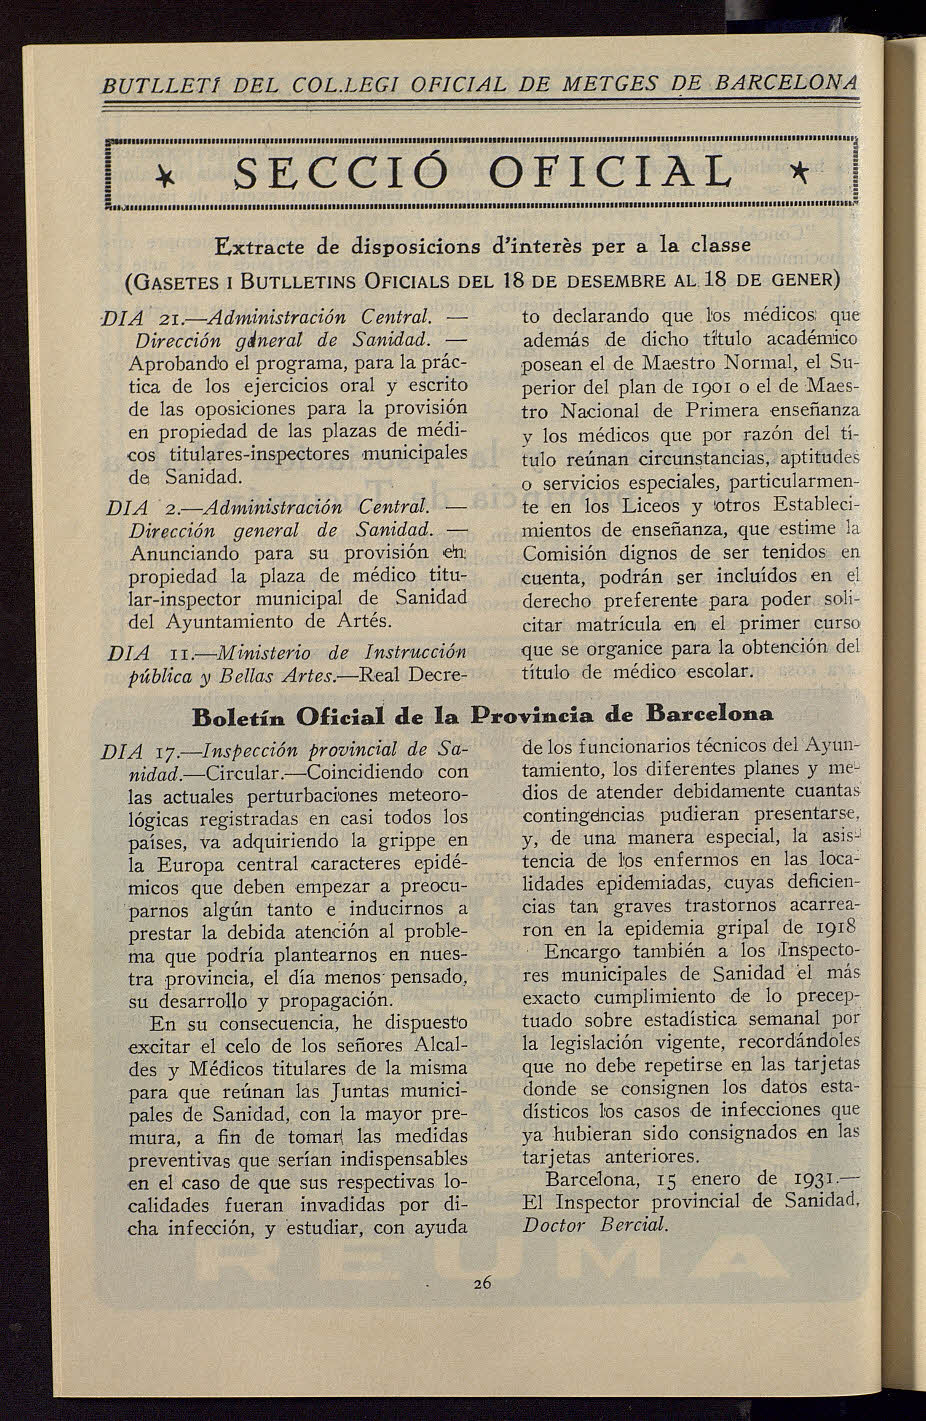 BUTLLETÍ DEL COL.LEGI OFICIAL DE METGES DE BARCELONA
★ SECCIÓ OFICIAL ★
Extracte de disposicions d'interès per a la classe
(GASETES I BUTLLETINS OFICIALS DEL 18 DE DESEMBRE AL 18 DE GENER)
DIA 21.—Administración Central. —
Dirección general de Sanidad. —
Aprobando el programa, para la prác-
tica de los ejercicios oral y escrito
de las oposiciones para la provisión
en propiedad de las plazas de médi-
cos titulares-inspectores municipales
de Sanidad.
DIA 2.—Administración Central. —
Dirección general de Sanidad. —
Anunciando para su provisión en
propiedad la plaza de médico titu-
lar-inspector municipal de Sanidad
del Ayuntamiento de Artés.
DIA 11.—Ministerio de Instrucción
pública y Bellas Artes.—Real Decre-
to declarando que los médicos que
además de dicho título académico
posean el de Maestro Normal, el Su-
perior del plan de 1901 o el de Maes-
tro Nacional de Primera enseñanza
y los médicos que por razón del tí-
tulo reúnan circunstancias, aptitudes
o servicios especiales, particularmen-
te en los Liceos y otros Estableci-
mientos de enseñanza, que estime la
Comisión dignos de ser tenidos en
cuenta, podrán ser incluídos en el
derecho preferente para poder soli-
citar matrícula en el primer curso
que se organice para la obtención del
título de médico escolar.
Boletín Oficial de la Provincia de Barcelona
DIA 17.—Inspección provincial de Sa-
nidad.—Circular.—Coincidiendo con
las actuales perturbaciones meteoro-
lógicas registradas en casi todos los
países, va adquiriendo la grippe en
la Europa central caracteres epidé-
micos que deben empezar a preocu-
parnos algún tanto e inducirnos a
prestar la debida atención al proble-
ma que podría plantearnos en nues-
tra provincia, el día menos pensado,
su desarrollo y propagación.
En su consecuencia, he dispuesto
excitar el celo de los señores Alcal-
des y Médicos titulares de la misma
para que reúnan las Juntas munici-
pales de Sanidad, con la mayor pre-
mura, a fin de tomar las medidas
preventivas que serían indispensables
en el caso de que sus respectivas lo-
calidades fueran invadidas por di-
cha infección, y estudiar, con ayuda
de los funcionarios técnicos del Ayun-
tamiento, los diferentes planes y me-
dios de atender debidamente cuantas
contingencias pudieran presentarse,
y, de una manera especial, la asis-
tencia de los enfermos en las loca-
lidades epidemiadas, cuyas deficien-
cias tan graves trastornos acarrea-
ron en la epidemia gripal de 1918
Encargo también a los Inspecto-
res municipales de Sanidad el más
exacto cumplimiento de lo precep-
tuado sobre estadística semanal por
la legislación vigente, recordándoles
que no debe repetirse en las tarjetas
donde se consignen los datos esta-
dísticos los casos de infecciones que
ya hubieran sido consignados en las
tarjetas anteriores.
Barcelona, 15 enero de 1931.—
El Inspector provincial de Sanidad,
Doctor Bercial.
26